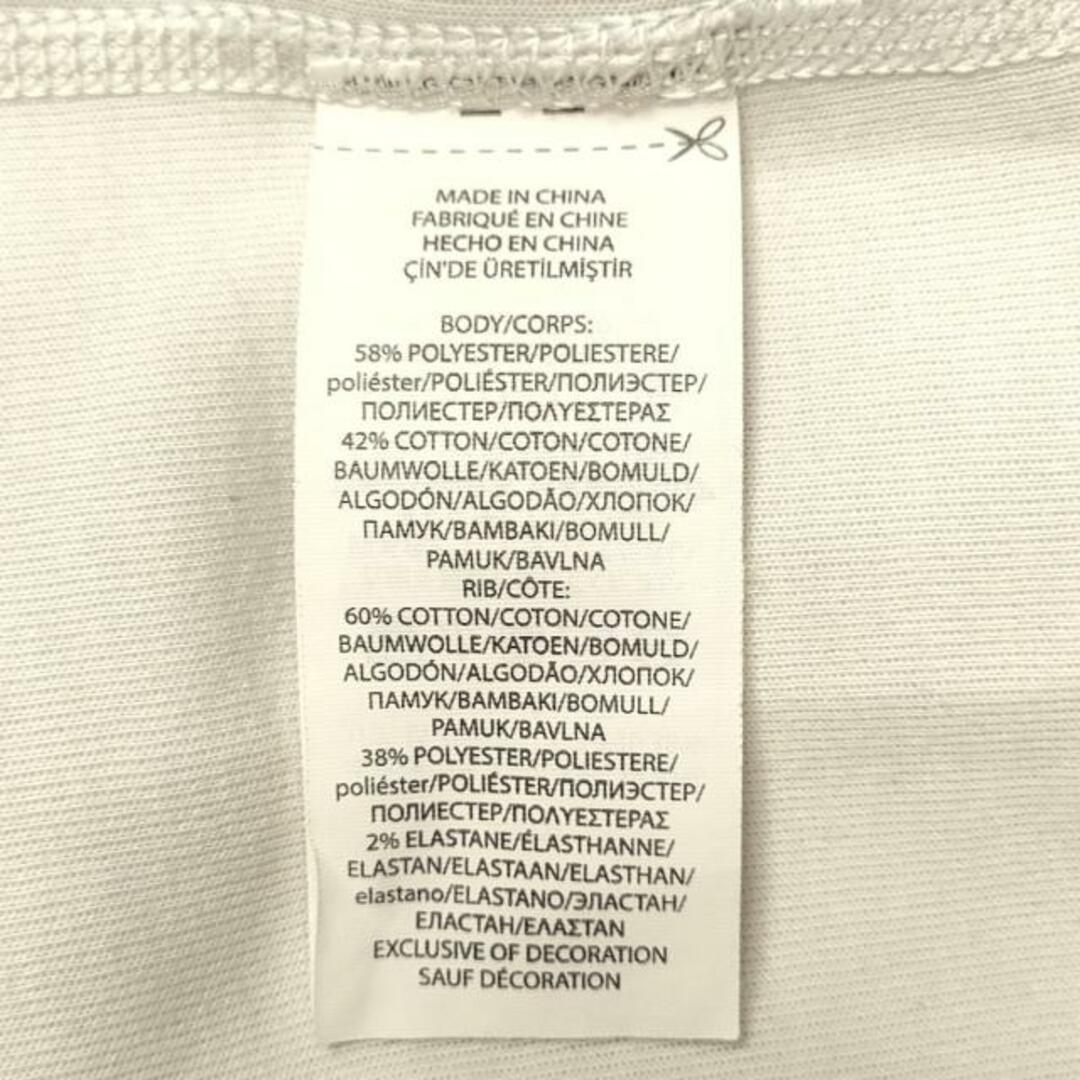 MADE IN CHINA
FABRIQUÉ EN CHINE
HECHO EN CHINA
ÇİN'DE ÜRETİLMİŞTİR
BODY/CORPS:
58% POLYESTER/POLIESTERE/
poliéster/POLIÉSTER/ПОЛИЭСТЕР/
ПОЛИЕСТЕР/ΠΟΛΥΕΣΤΕΡΑΣ
42% COTTON/COTON/COTONE/
BAUMWOLLE/KATOEN/BOMULD/
ALGODÓN/ALGODÃO/ХЛОПОК/
ПАМУК/BAMBAKI/BOMULL/
PAMUK/BAVLNA
RIB/CÔTE:
60% COTTON/COTON/COTONE/
BAUMWOLLE/KATOEN/BOMULD/
ALGODÓN/ALGODÃO/ХЛОПОК/
ПАМУК/BAMBAKI/BOMULL/
PAMUK/BAVLNA
38% POLYESTER/POLIESTERE/
poliéster/POLIÉSTER/ПОЛИЭСТЕР/
ПОЛИЕСТЕР/ΠΟΛΥΕΣΤΕΡΑΣ
2% ELASTANE/ÉLASTHANNE/
ELASTAN/ELASTAAN/ELASTHAN/
elastano/ELASTANO/ЭЛАСТАН/
ЕЛАСТАН/ΕΛΑΣΤΑΝ
EXCLUSIVE OF DECORATION
SAUF DÉCORATION